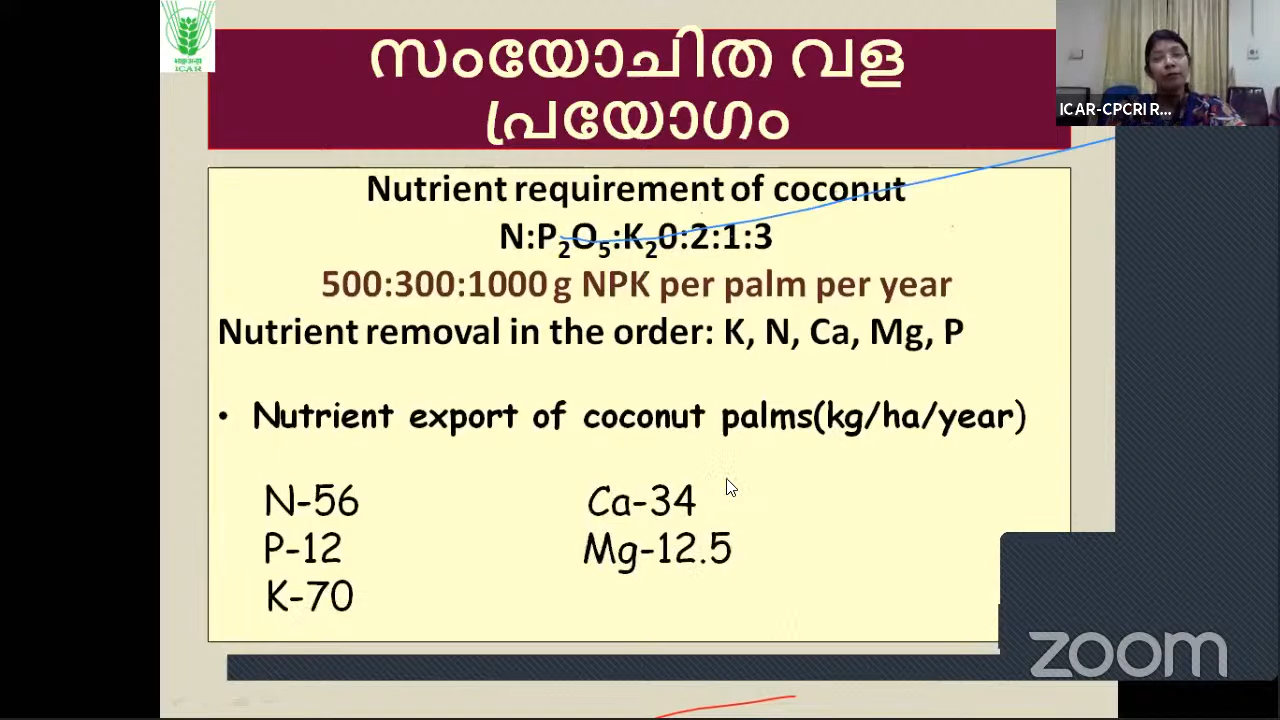 സംയോചിത വള
പ്രയോഗം
ICAR
ICAR-CPCRI R...
Nutrient requirement of coconut
N:P₂O₅:K₂0:2:1:3
500:300:1000 g NPK per palm per year
Nutrient removal in the order: K, N, Ca, Mg, P
• Nutrient export of coconut palms(kg/ha/year)
N-56 Ca-34
P-12 Mg-12.5
K-70
zoom